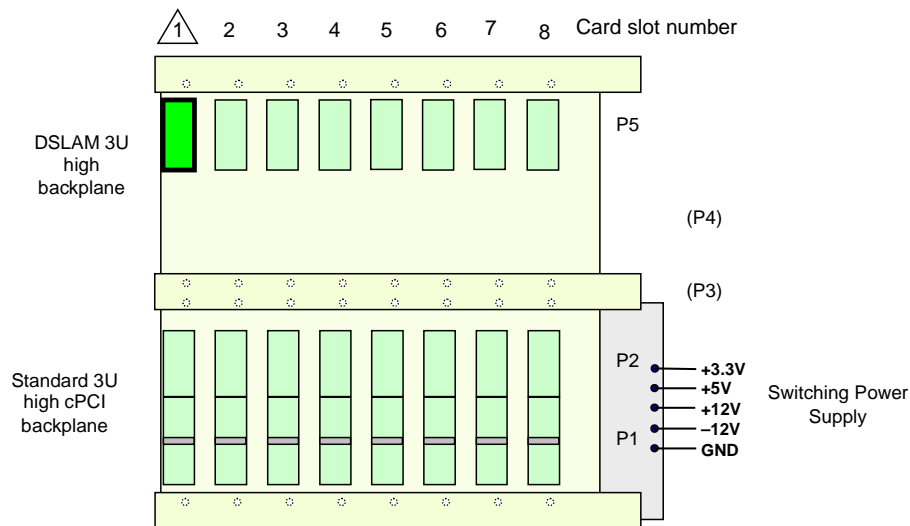 1 2 3 4 5 6 7 8 Card slot number
P5
DSLAM 3U
high
backplane
(P4)
(P3)
P2
Standard 3U
high cPCI
backplane
+3.3V
+5V
+12V
–12V
GND
Switching Power
Supply
P1